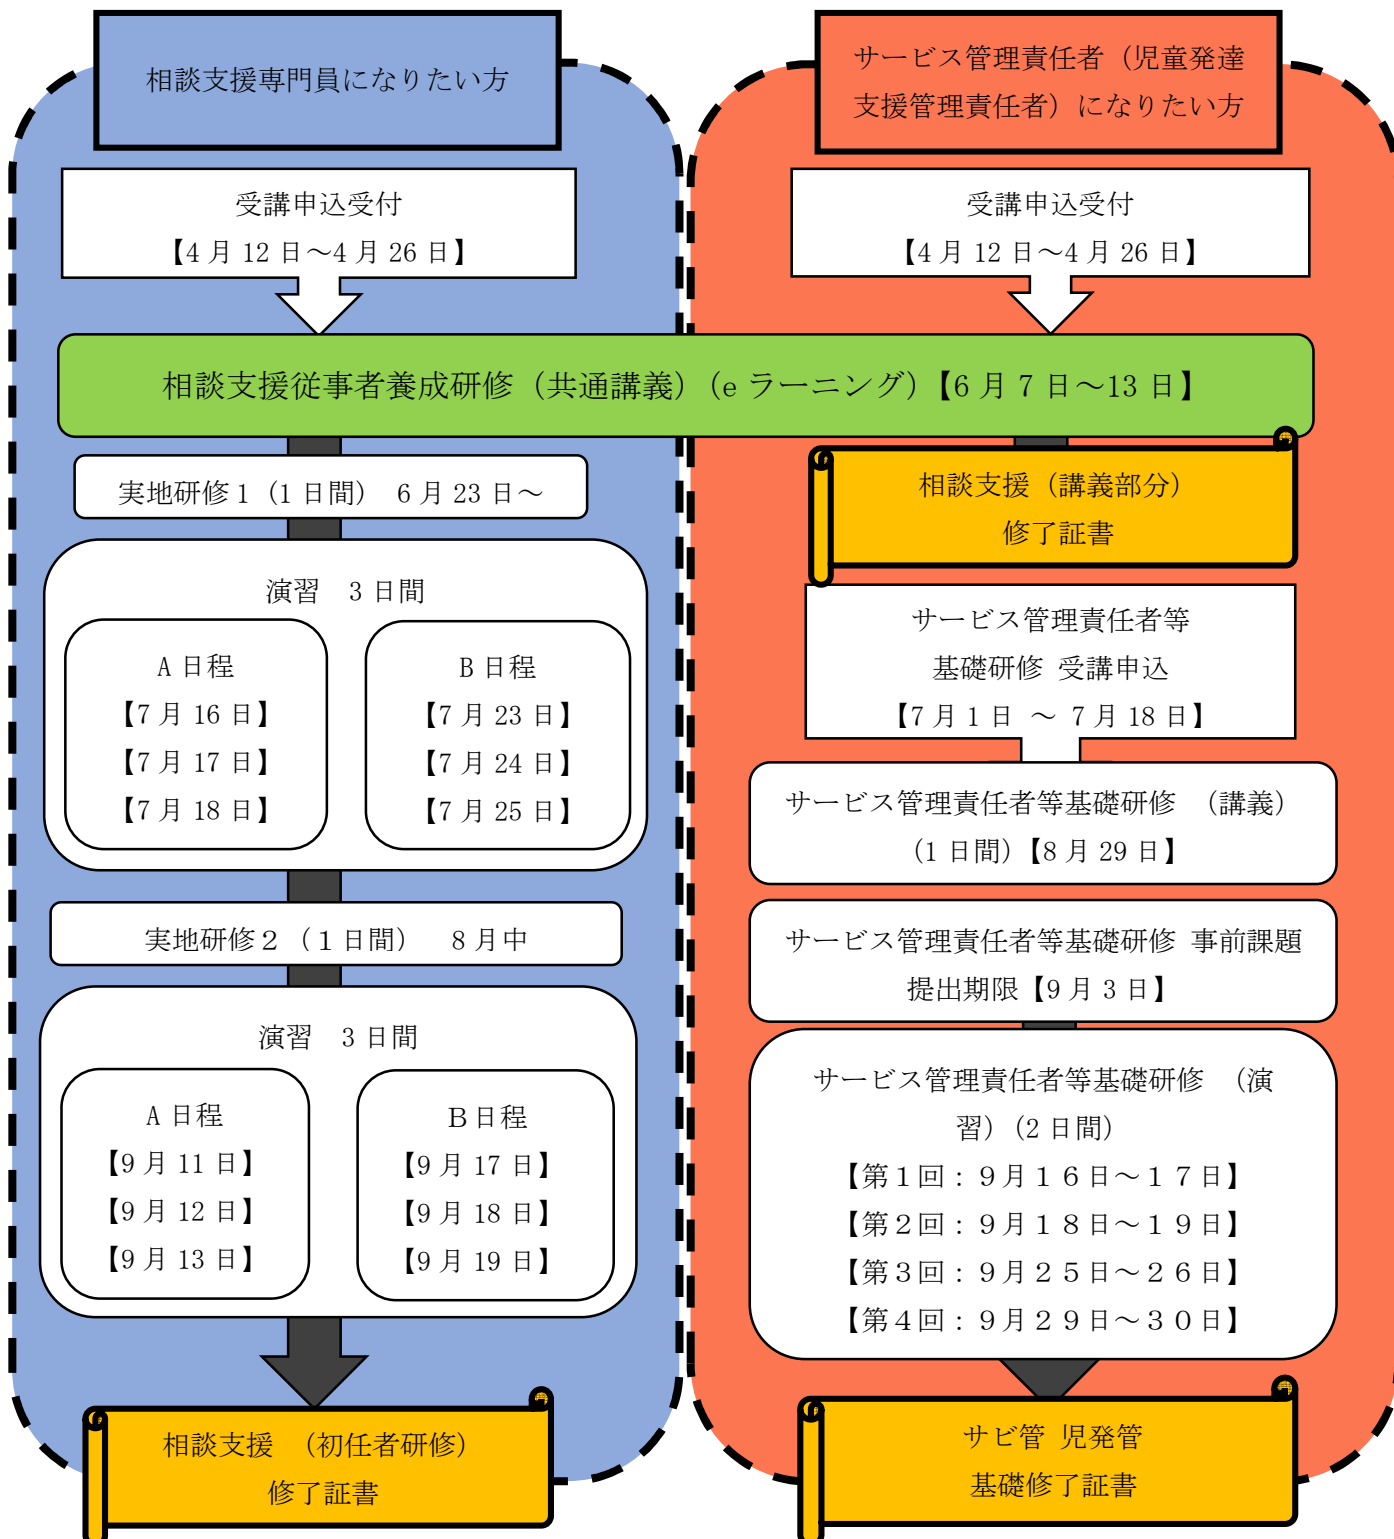 相談支援専門員になりたい方
受講申込受付
【4月12日～4月26日】
サービス管理責任者（児童発達
支援管理責任者）になりたい方
受講申込受付
【4月12日～4月26日】
相談支援従事者養成研修（共通講義）（eラーニング）【6月7日～13日】
実地研修1（1日間）　6月23日～
演習　3日間
A日程
【7月16日】
【7月17日】
【7月18日】
B日程
【7月23日】
【7月24日】
【7月25日】
実地研修２（１日間）　8月中
演習　3日間
A日程
【9月11日】
【9月12日】
【9月13日】
Ｂ日程
【9月17日】
【9月18日】
【9月19日】
相談支援　（初任者研修）
修了証書
相談支援（講義部分）
修了証書
サービス管理責任者等
基礎研修 受講申込
【7月1日 ～ 7月18日】
サービス管理責任者等基礎研修　（講義）
（1日間）【8月29日】
サービス管理責任者等基礎研修 事前課題
提出期限【9月3日】
サービス管理責任者等基礎研修　（演
習）（2日間）
【第１回：９月１６日～１７日】
【第２回：９月１８日～１９日】
【第３回：９月２５日～２６日】
【第４回：９月２９日～３０日】
サビ管 児発管
基礎修了証書